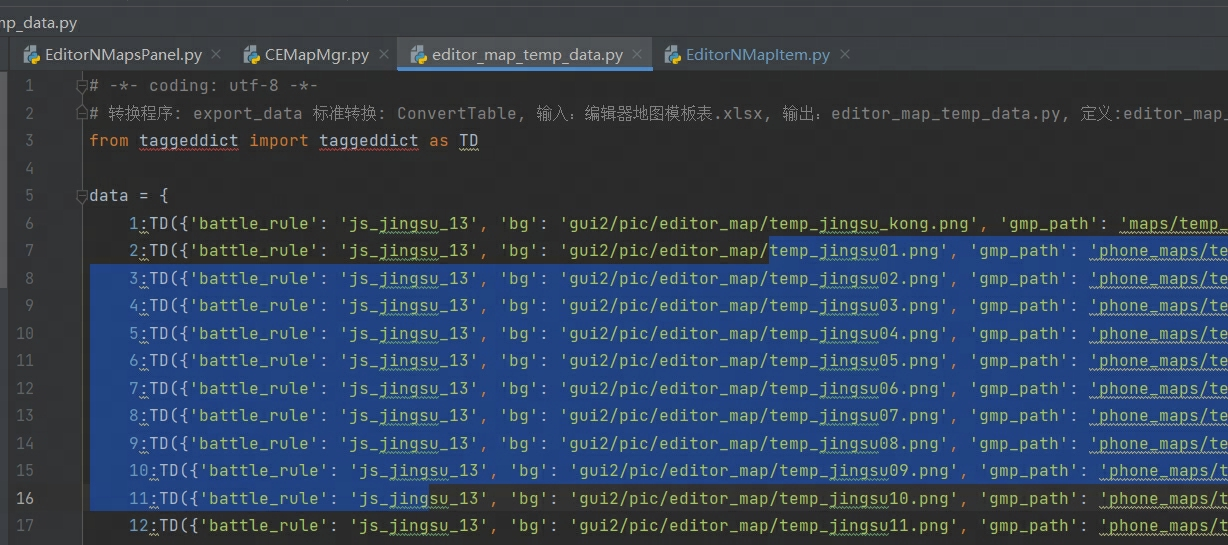 mp_data.py
EditorNMapsPanel.py × CEMapMgr.py × editor_map_temp_data.py × EditorNMapItem.py ×
1 # -*- coding: utf-8 -*-
2 # 转换程序: export_data 标准转换: ConvertTable, 输入: 编辑器地图模板表.xlsx, 输出: editor_map_temp_data.py, 定义:editor_map_
3 from taggeddict import taggeddict as TD
4
5 data = {
6 1:TD({'battle_rule': 'js_jingsu_13', 'bg': 'gui2/pic/editor_map/temp_jingsu_kong.png', 'gmp_path': 'maps/temp_
7 2:TD({'battle_rule': 'js_jingsu_13', 'bg': 'gui2/pic/editor_map/temp_jingsu01.png', 'gmp_path': 'phone_maps/te
8 3:TD({'battle_rule': 'js_jingsu_13', 'bg': 'gui2/pic/editor_map/temp_jingsu02.png', 'gmp_path': 'phone_maps/te
9 4:TD({'battle_rule': 'js_jingsu_13', 'bg': 'gui2/pic/editor_map/temp_jingsu03.png', 'gmp_path': 'phone_maps/te
10 5:TD({'battle_rule': 'js_jingsu_13', 'bg': 'gui2/pic/editor_map/temp_jingsu04.png', 'gmp_path': 'phone_maps/te
11 6:TD({'battle_rule': 'js_jingsu_13', 'bg': 'gui2/pic/editor_map/temp_jingsu05.png', 'gmp_path': 'phone_maps/te
12 7:TD({'battle_rule': 'js_jingsu_13', 'bg': 'gui2/pic/editor_map/temp_jingsu06.png', 'gmp_path': 'phone_maps/te
13 8:TD({'battle_rule': 'js_jingsu_13', 'bg': 'gui2/pic/editor_map/temp_jingsu07.png', 'gmp_path': 'phone_maps/te
14 9:TD({'battle_rule': 'js_jingsu_13', 'bg': 'gui2/pic/editor_map/temp_jingsu08.png', 'gmp_path': 'phone_maps/te
15 10:TD({'battle_rule': 'js_jingsu_13', 'bg': 'gui2/pic/editor_map/temp_jingsu09.png', 'gmp_path': 'phone_maps/t
16 11:TD({'battle_rule': 'js_jingsu_13', 'bg': 'gui2/pic/editor_map/temp_jingsu10.png', 'gmp_path': 'phone_maps/t
17 12:TD({'battle_rule': 'js_jingsu_13', 'bg': 'gui2/pic/editor_map/temp_jingsu11.png', 'gmp_path': 'phone_maps/t